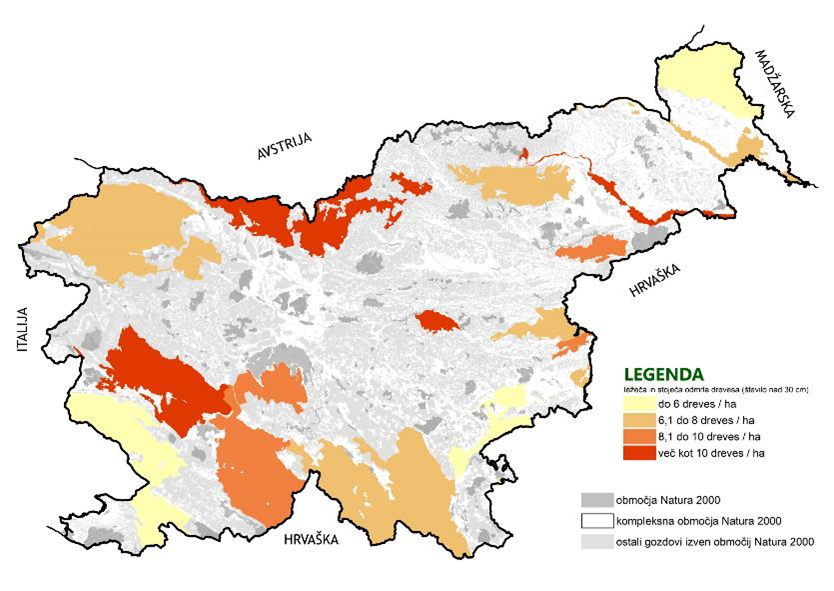 MADŽARSKA
AVSTRIJA
HRVAŠKA
ITALIJA
HRVAŠKA
LEGENDA
ležeča in stoječa odmrla drevesa (število nad 30 cm)
do 6 dreves / ha
6,1 do 8 dreves / ha
8,1 do 10 dreves / ha
več kot 10 dreves / ha
območja Natura 2000
kompleksna območja Natura 2000
ostali gozdovi izven območij Natura 2000